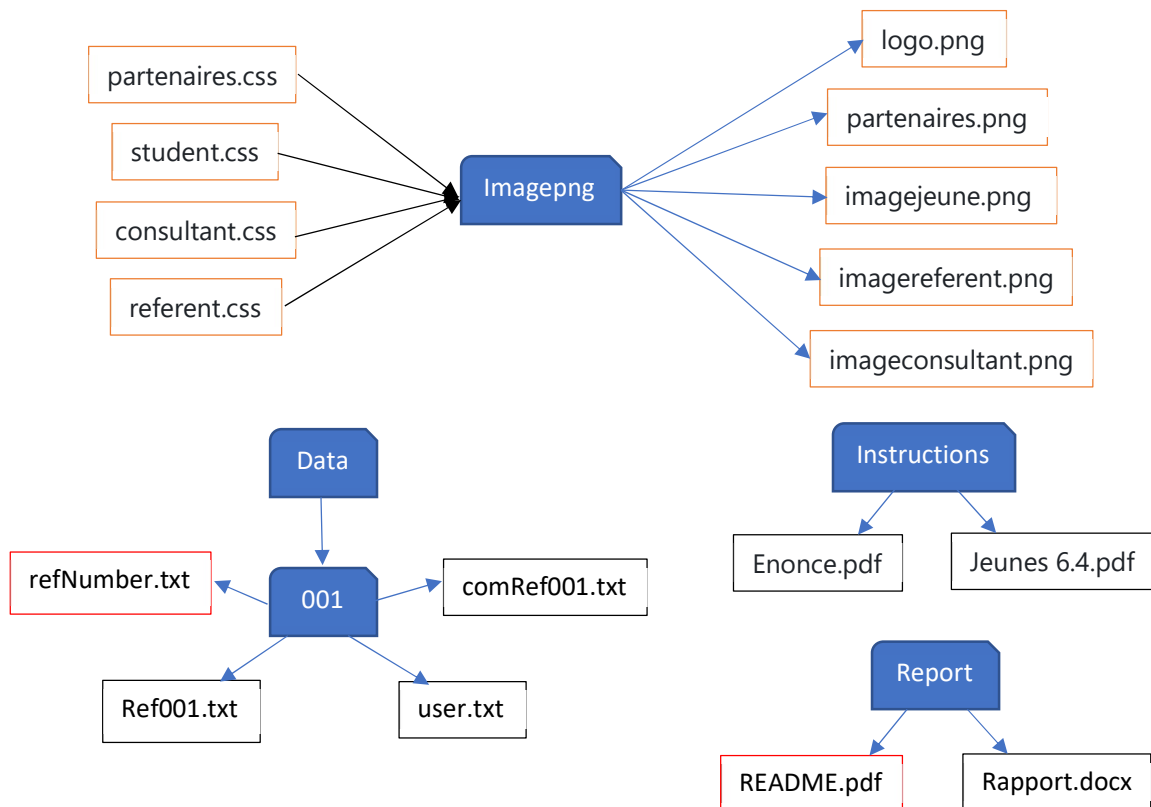 partenaires.css
student.css
consultant.css
referent.css
Imagepng
logo.png
partenaires.png
imagejeune.png
imagereferent.png
imageconsultant.png
Data
001
refNumber.txt
comRef001.txt
Ref001.txt
user.txt
Instructions
Enonce.pdf
Jeunes 6.4.pdf
Report
README.pdf
Rapport.docx